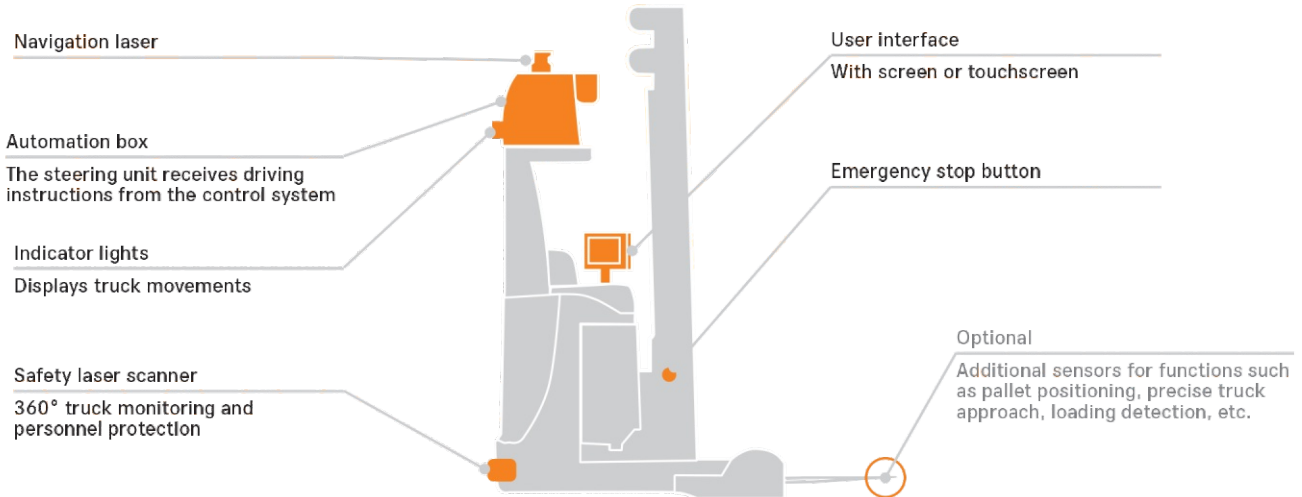 Navigation laser
Automation box
The steering unit receives driving
instructions from the control system
Indicator lights
Displays truck movements
Safety laser scanner
360° truck monitoring and
personnel protection
User interface
With screen or touchscreen
Emergency stop button
Optional
Additional sensors for functions such
as pallet positioning, precise truck
approach, loading detection, etc.